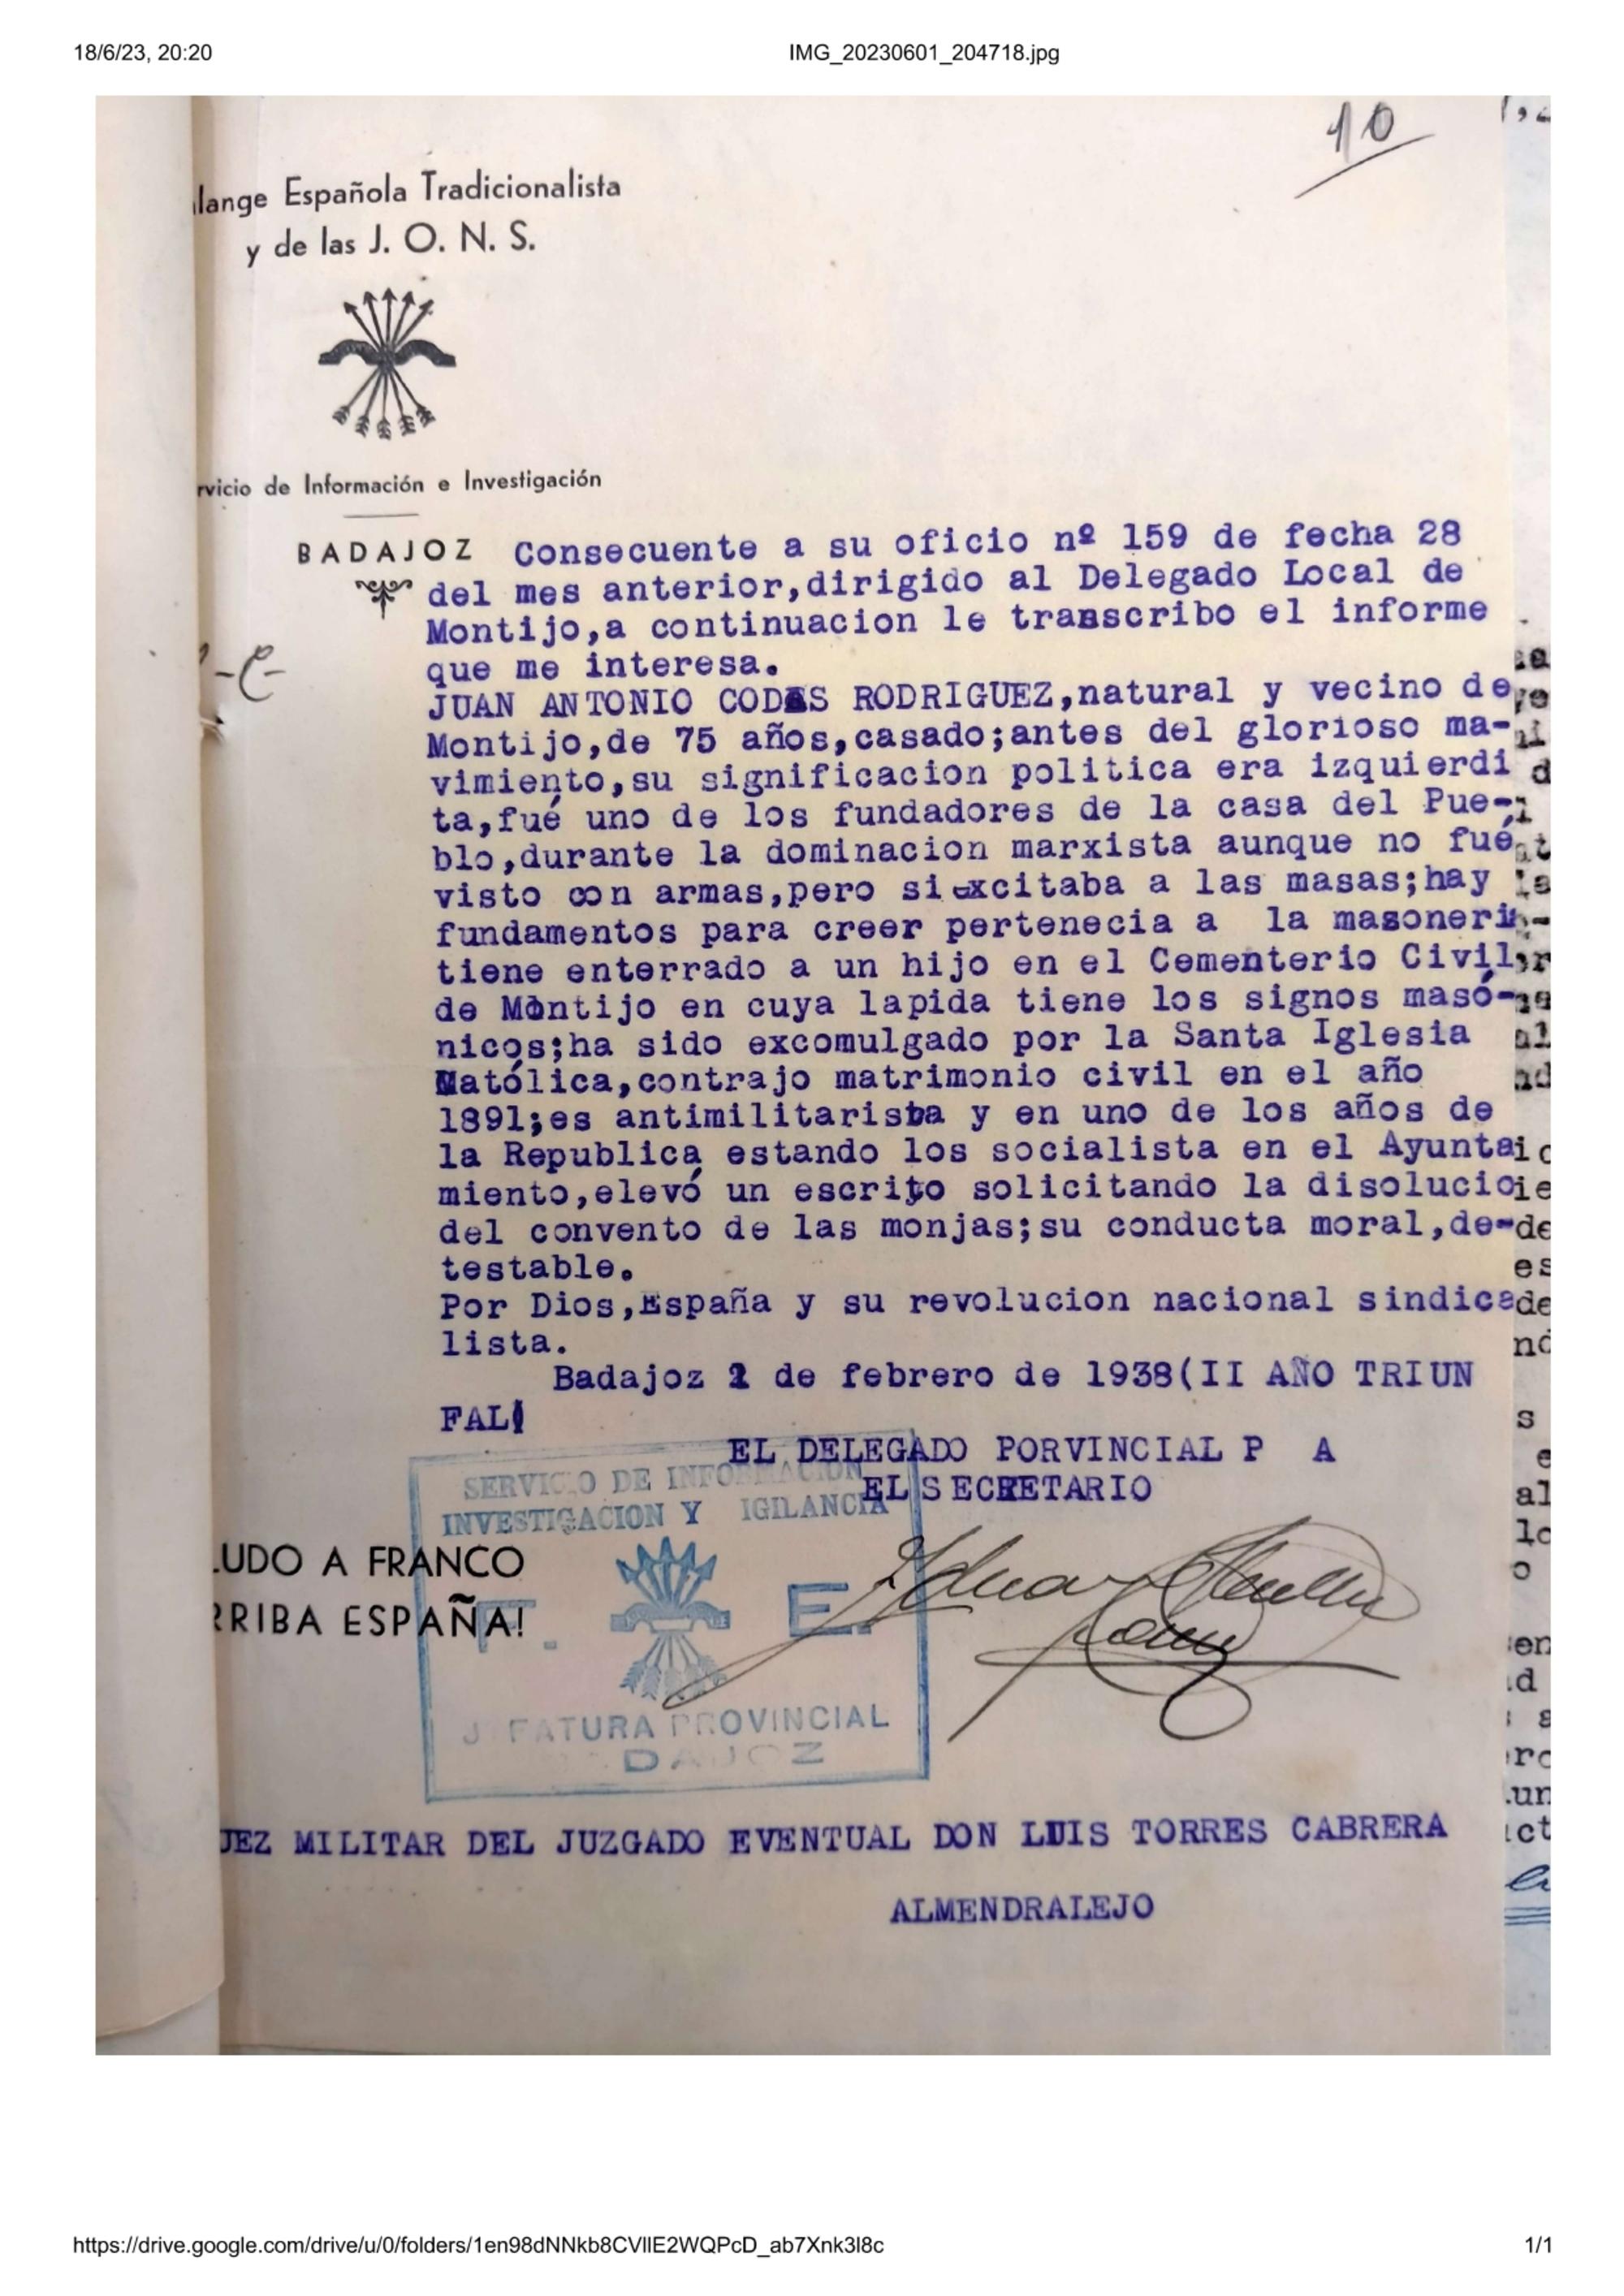 18/6/23, 20:20
IMG_20230601_204718.jpg
10
lange Española Tradicionalista
y de las J. O. N. S.
rvicio de Información e Investigación
BADAJOZ
Consecuente a su oficio nº 159 de fecha 28
del mes anterior,dirigido al Delegado Local de
Montijo,a continuacion le transcribo el informe
que me interesa.
JUAN ANTONIO CODES RODRIGUEZ,natural y vecino de
Montijo,de 75 años,casado;antes del glorioso ma-
vimiento,su significacion politica era izquierdi
ta,fué uno de los fundadores de la casa del Pue-
blo,durante la dominacion marxista aunque no fué
visto con armas,pero si excitaba a las masas;hay
fundamentos para creer pertenecia a la masoneri
tiene enterrado a un hijo en el Cementerio Civil
de Montijo en cuya lapida tiene los signos masó-
nicos;ha sido excomulgado por la Santa Iglesia
Católica,contrajo matrimonio civil en el año
1891;es antimilitarista y en uno de los años de
la Republica estando los socialista en el Ayunta
miento,elevó un escrito solicitando la disolucio
del convento de las monjas;su conducta moral,de-
testable.
Por Dios,España y su revolucion nacional sindica
lista.
Badajoz 2 de febrero de 1938(II AÑO TRIUN
FAL)
EL DELEGADO PORVINCIAL P A
EL SECRETARIO
SERVICIO DE INFORMACION
INVESTIGACION Y IGILANCIA
LUDO A FRANCO
RRIBA ESPAÑA!
F. E.
J FATURA PROVINCIAL
DAJOZ
JEZ MILITAR DEL JUZGADO EVENTUAL DON LUIS TORRES CABRERA
ALMENDRALEJO
https://drive.google.com/drive/u/0/folders/1en98dNNkb8CVllE2WQPcD_ab7Xnk3l8c
1/1